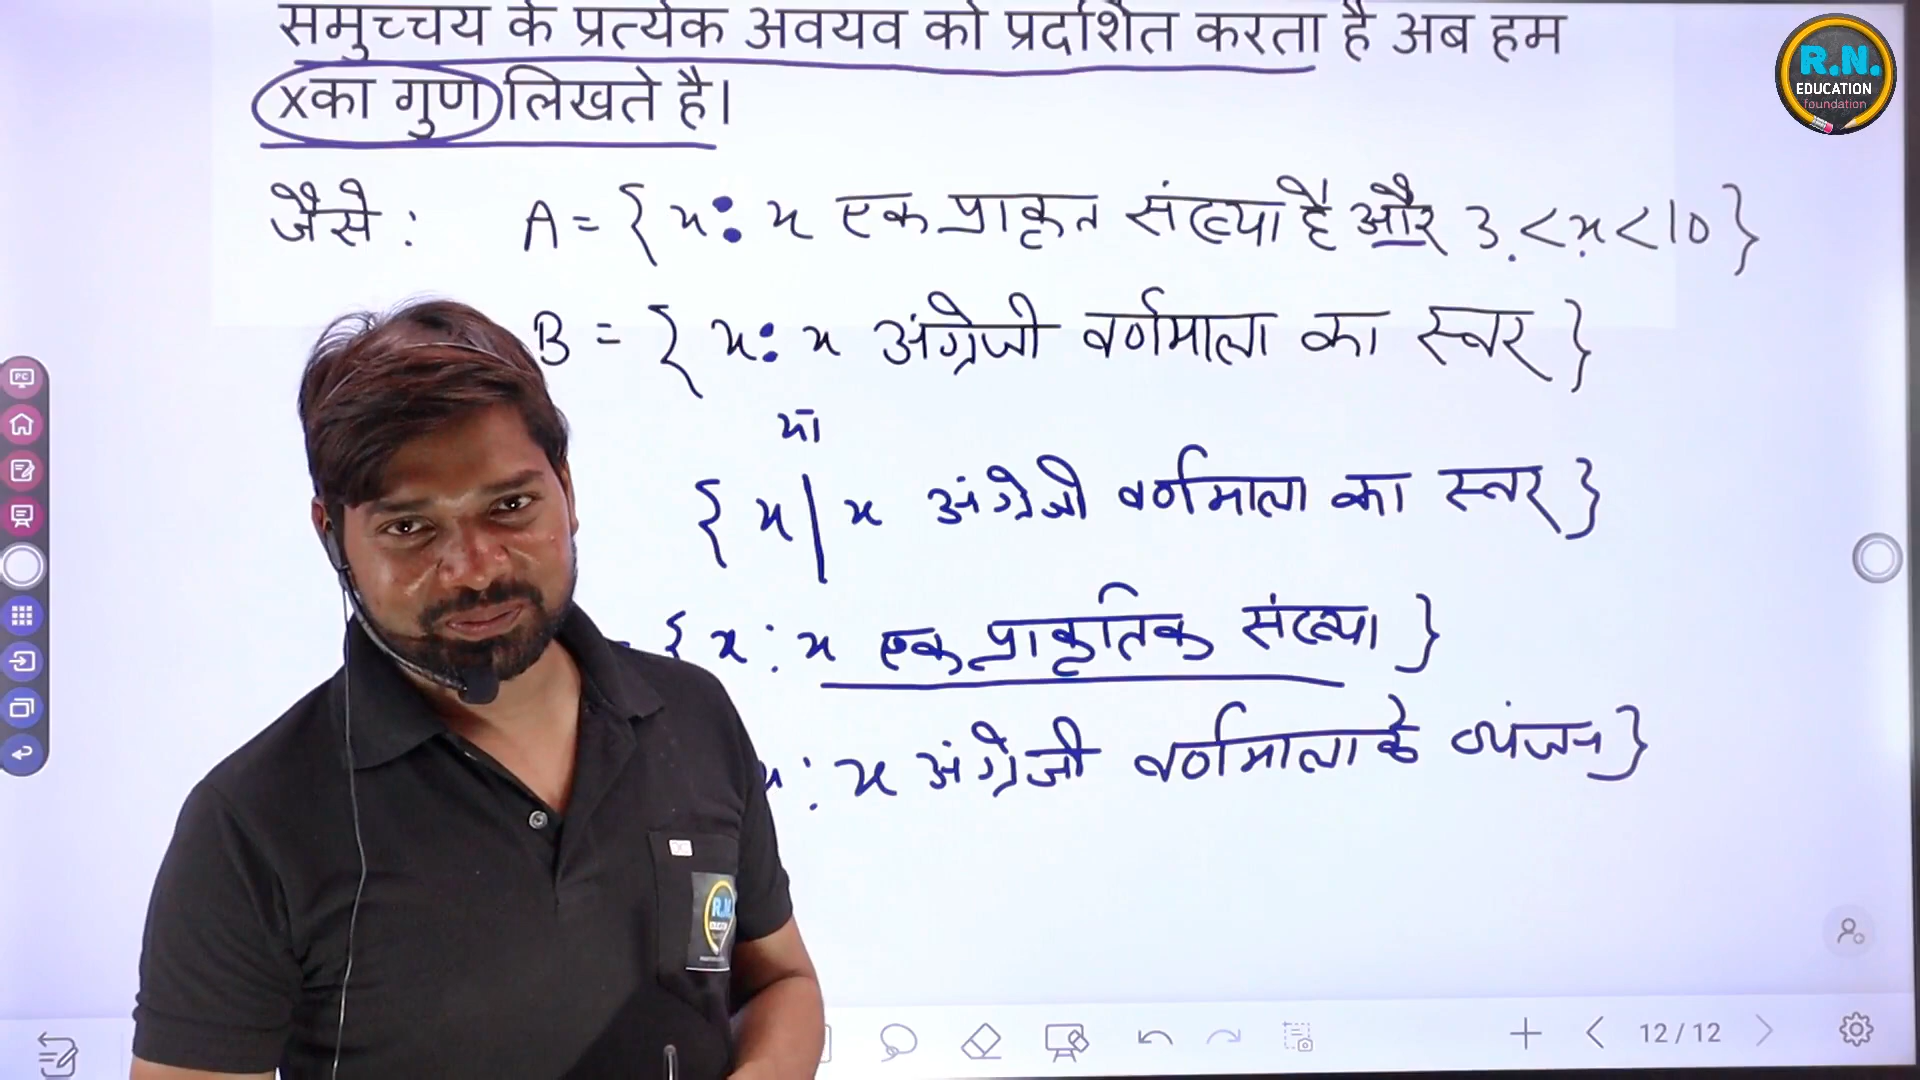 समुच्चय के प्रत्येक अवयव को प्रदर्शित करता है अब हम
xका गुण लिखते है।
R.N.
EDUCATION
foundation
जैसे : A = { x : x एक प्राकृत संख्या है और 3 < x < 10 }
B = { x : x अंग्रेजी वर्णमाला का स्वर }
या
{ x | x अंग्रेजी वर्णमाला का स्वर }
= { x : x एक प्राकृतिक संख्या }
x : x अंग्रेजी वर्णमाला के व्यंजन }
R.N.
12 / 12